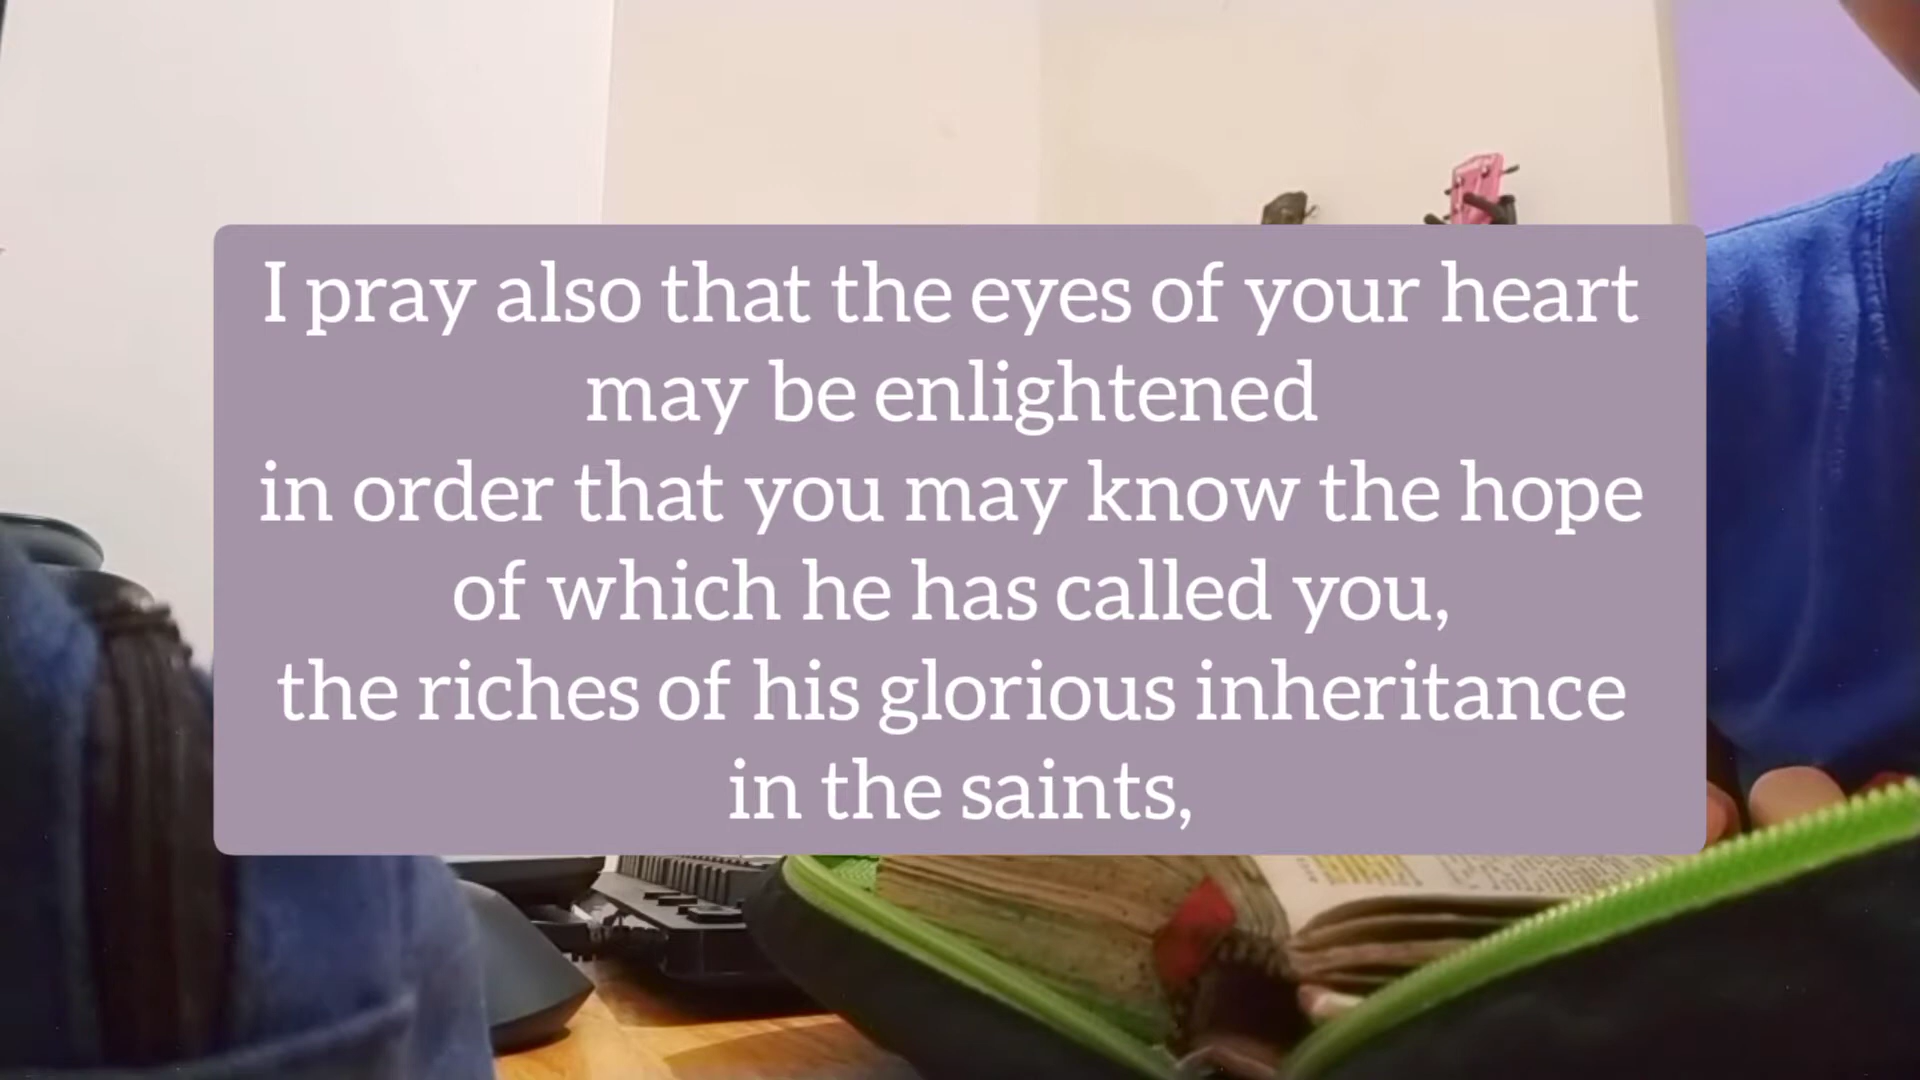 I pray also that the eyes of your heart
may be enlightened
in order that you may know the hope
of which he has called you,
the riches of his glorious inheritance
in the saints,